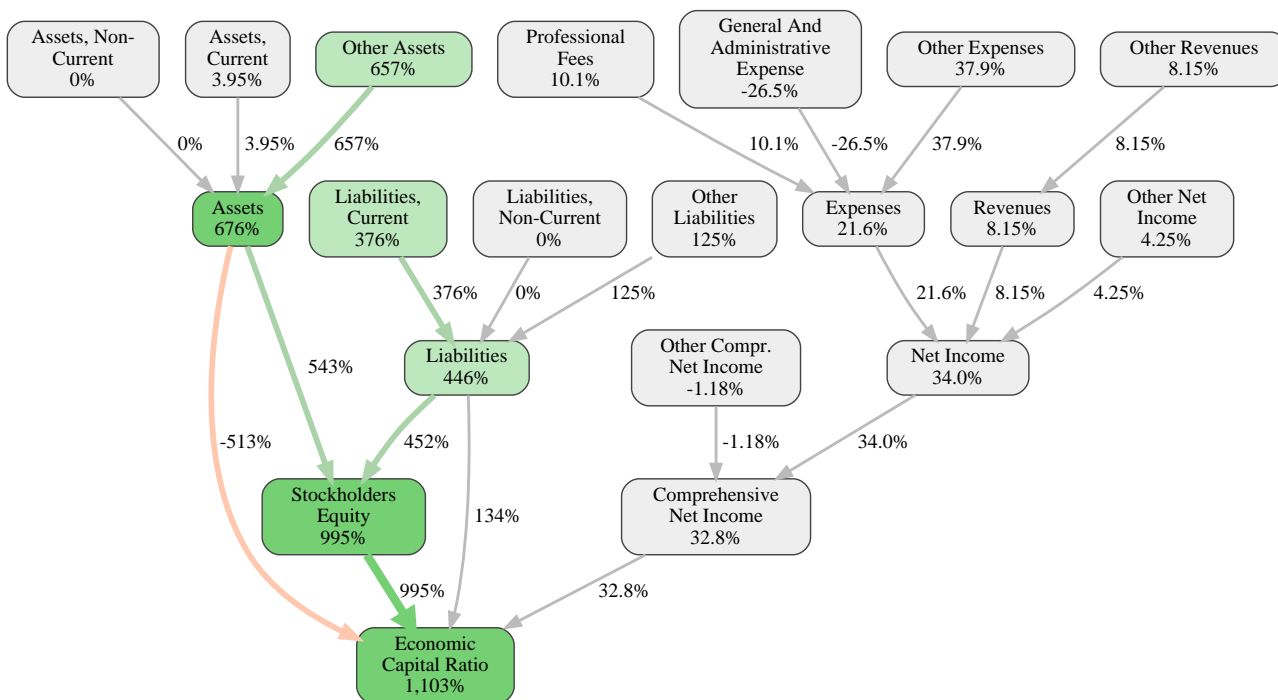 Assets, Non-
Current
0%
Assets,
Current
3.95%
Other Assets
657%
Professional
Fees
10.1%
General And
Administrative
Expense
-26.5%
Other Expenses
37.9%
Other Revenues
8.15%
0%
3.95%
657%
10.1%
-26.5%
37.9%
8.15%
Assets
676%
Liabilities,
Current
376%
Liabilities,
Non-Current
0%
Other
Liabilities
125%
Expenses
21.6%
Revenues
8.15%
Other Net
Income
4.25%
376%
0%
125%
21.6%
8.15%
4.25%
543%
Liabilities
446%
Other Compr.
Net Income
-1.18%
Net Income
34.0%
-513%
452%
-1.18%
34.0%
Stockholders
Equity
995%
134%
Comprehensive
Net Income
32.8%
995%
32.8%
Economic
Capital Ratio
1,103%